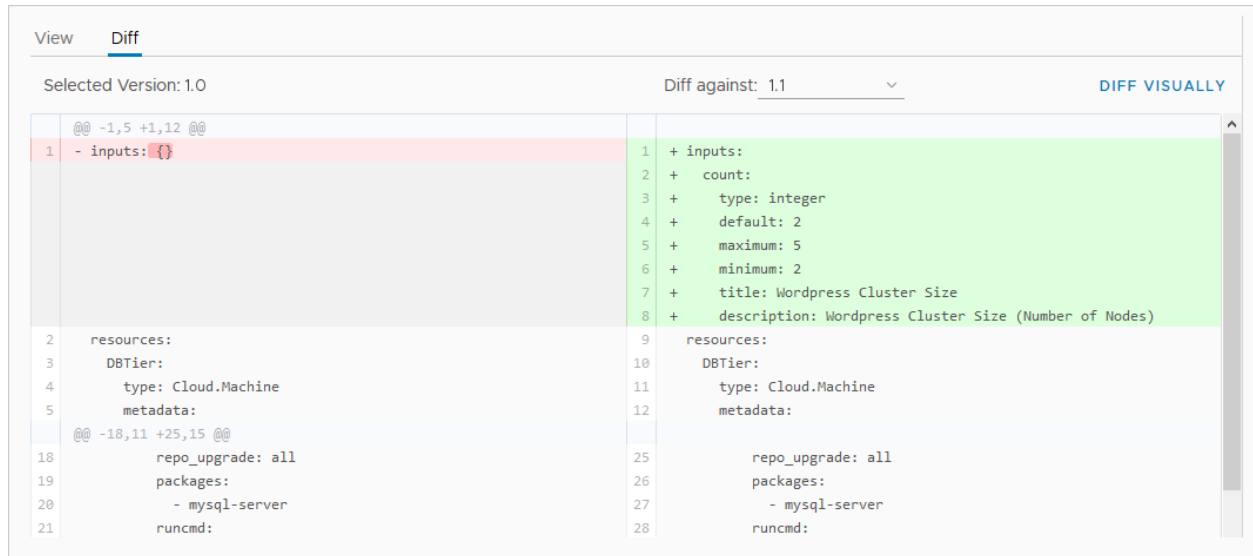 View Diff
Selected Version: 1.0 Diff against: 1.1 DIFF VISUALLY
@@ -1,5 +1,12 @@
1 - inputs: {} 1 + inputs:
2 + count:
3 + type: integer
4 + default: 2
5 + maximum: 5
6 + minimum: 2
7 + title: Wordpress Cluster Size
8 + description: Wordpress Cluster Size (Number of Nodes)
2 resources: 9 resources:
3 DBTier: 10 DBTier:
4 type: Cloud.Machine 11 type: Cloud.Machine
5 metadata: 12 metadata:
@@ -18,11 +25,15 @@
18 repo_upgrade: all 25 repo_upgrade: all
19 packages: 26 packages:
20 - mysql-server 27 - mysql-server
21 runcmd: 28 runcmd: